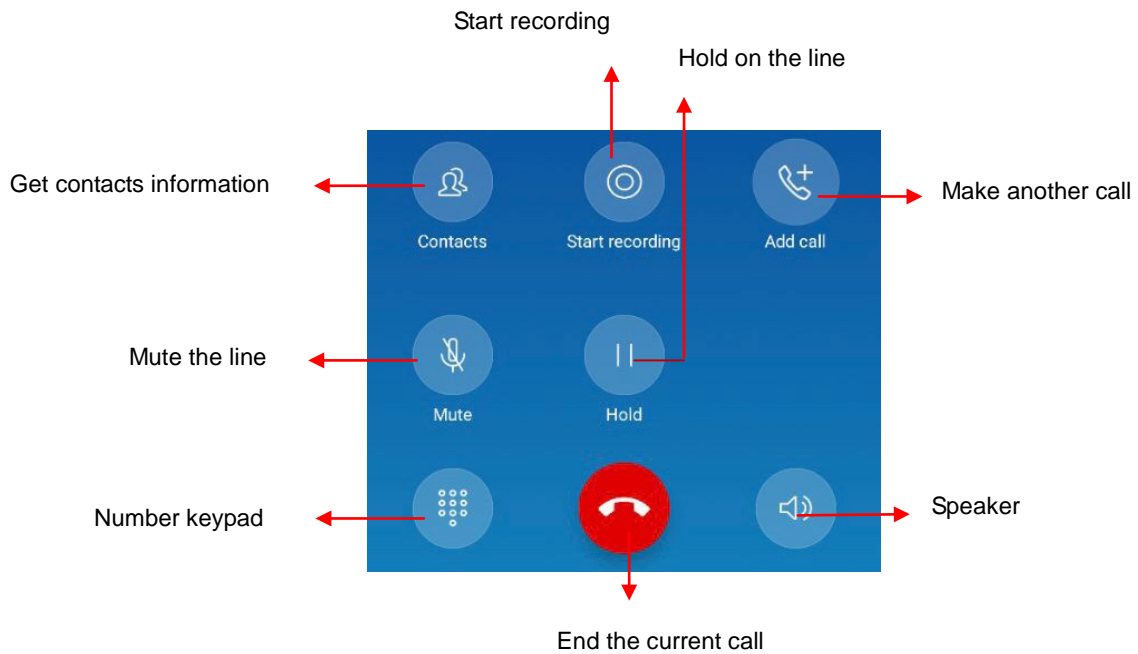 Start recording
Hold on the line
Get contacts information
Make another call
Contacts
Start recording
Add call
Mute the line
Mute
Hold
Number keypad
Speaker
End the current call